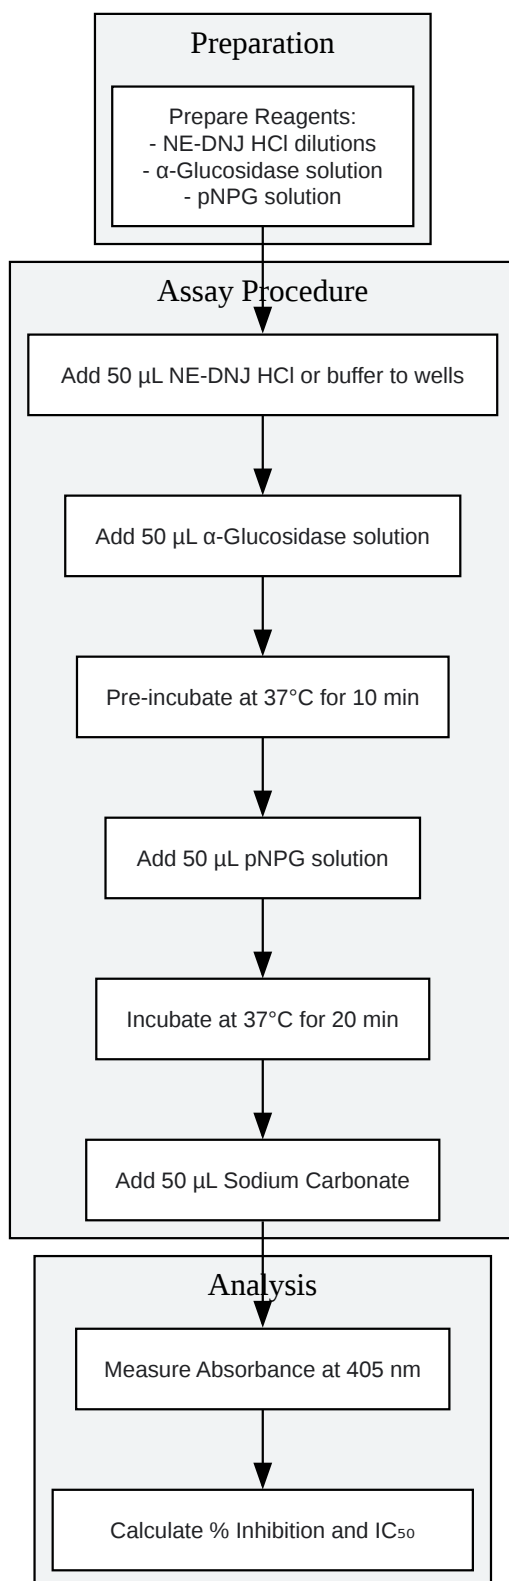 Preparation
Prepare Reagents:
- NE-DNJ HCl dilutions
- α-Glucosidase solution
- pNPG solution
Assay Procedure
Add 50 µL NE-DNJ HCl or buffer to wells
Add 50 µL α-Glucosidase solution
Pre-incubate at 37°C for 10 min
Add 50 µL pNPG solution
Incubate at 37°C for 20 min
Add 50 µL Sodium Carbonate
Analysis
Measure Absorbance at 405 nm
Calculate % Inhibition and IC₅₀